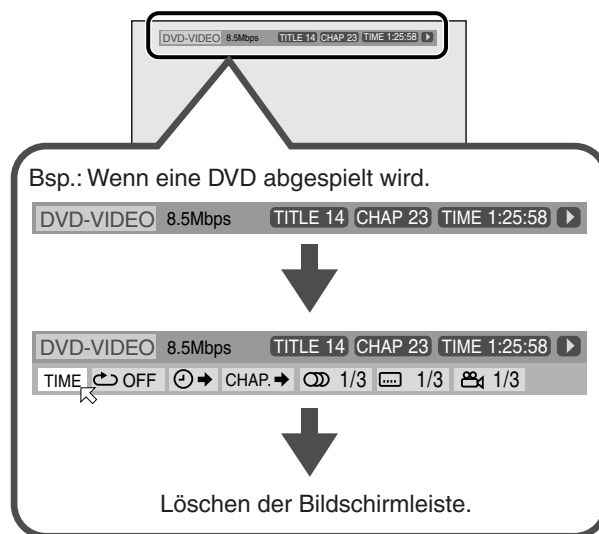 DVD-VIDEO 8.5Mbps TITLE 14 CHAP 23 TIME 1:25:58
Bsp.: Wenn eine DVD abgespielt wird.
DVD-VIDEO 8.5Mbps TITLE 14 CHAP 23 TIME 1:25:58
DVD-VIDEO 8.5Mbps TITLE 14 CHAP 23 TIME 1:25:58
TIME OFF CHAP. 1/3 1/3 1/3
Löschen der Bildschirmleiste.